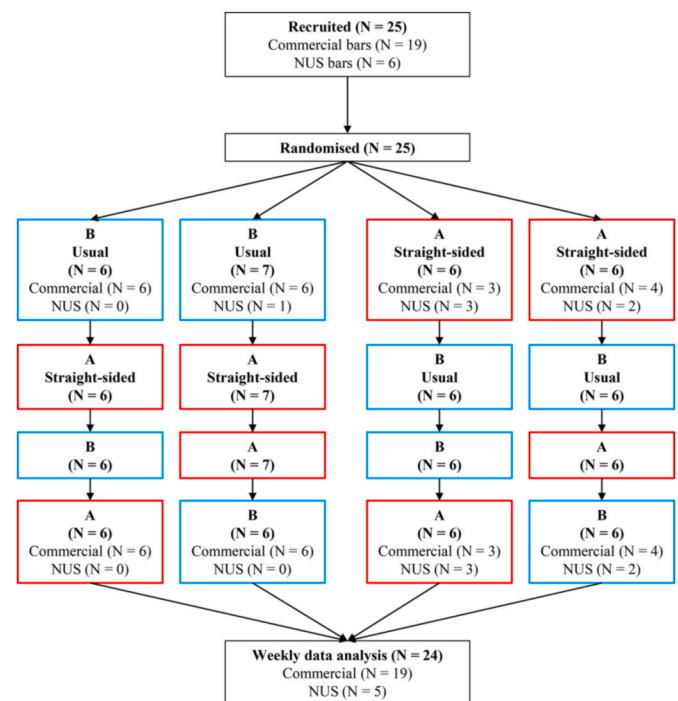 Recruited (N = 25)
Commercial bars (N = 19)
NUS bars (N = 6)
Randomised (N = 25)
B
Usual
(N = 6)
Commercial (N = 6)
NUS (N = 0)
B
Usual
(N = 7)
Commercial (N = 6)
NUS (N = 1)
A
Straight-sided
(N = 6)
Commercial (N = 3)
NUS (N = 3)
A
Straight-sided
(N = 6)
Commercial (N = 4)
NUS (N = 2)
A
Straight-sided
(N = 6)
A
Straight-sided
(N = 7)
B
Usual
(N = 6)
B
Usual
(N = 6)
B
(N = 6)
A
(N = 7)
B
(N = 6)
A
(N = 6)
A
(N = 6)
Commercial (N = 6)
NUS (N = 0)
B
(N = 6)
Commercial (N = 6)
NUS (N = 0)
A
(N = 6)
Commercial (N = 3)
NUS (N = 3)
B
(N = 6)
Commercial (N = 4)
NUS (N = 2)
Weekly data analysis (N = 24)
Commercial (N = 19)
NUS (N = 5)